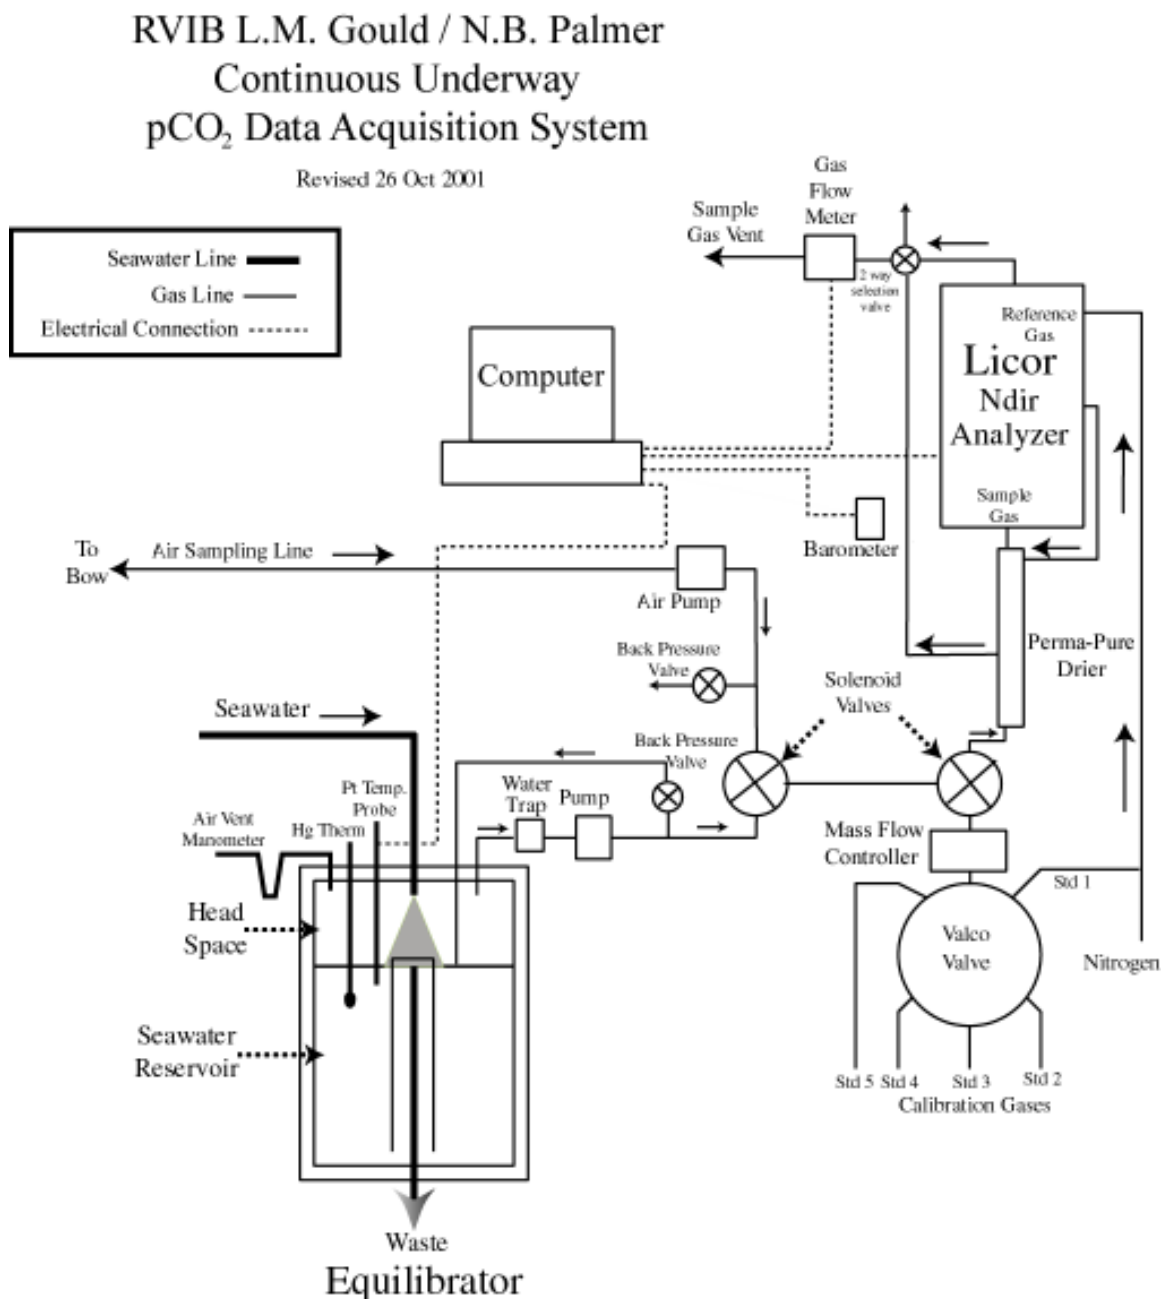 RVIB L.M. Gould / N.B. Palmer
Continuous Underway
pCO₂ Data Acquisition System
Revised 26 Oct 2001
Seawater Line
Gas Line
Electrical Connection
Gas
Flow
Meter
Sample
Gas Vent
2 way
selection
valve
Reference
Gas
Licor
Ndir
Analyzer
Sample
Gas
Computer
Barometer
To
Bow
Air Sampling Line
Air Pump
Back Pressure
Valve
Solenoid
Valves
Perma-Pure
Drier
Seawater
Back Pressure
Valve
Pt Temp.
Probe
Water
Trap
Pump
Air Vent
Manometer
Hg Therm
Mass Flow
Controller
Std 1
Head
Space
Valco
Valve
Nitrogen
Seawater
Reservoir
Std 5
Std 4
Std 3
Std 2
Calibration Gases
Waste
Equilibrator